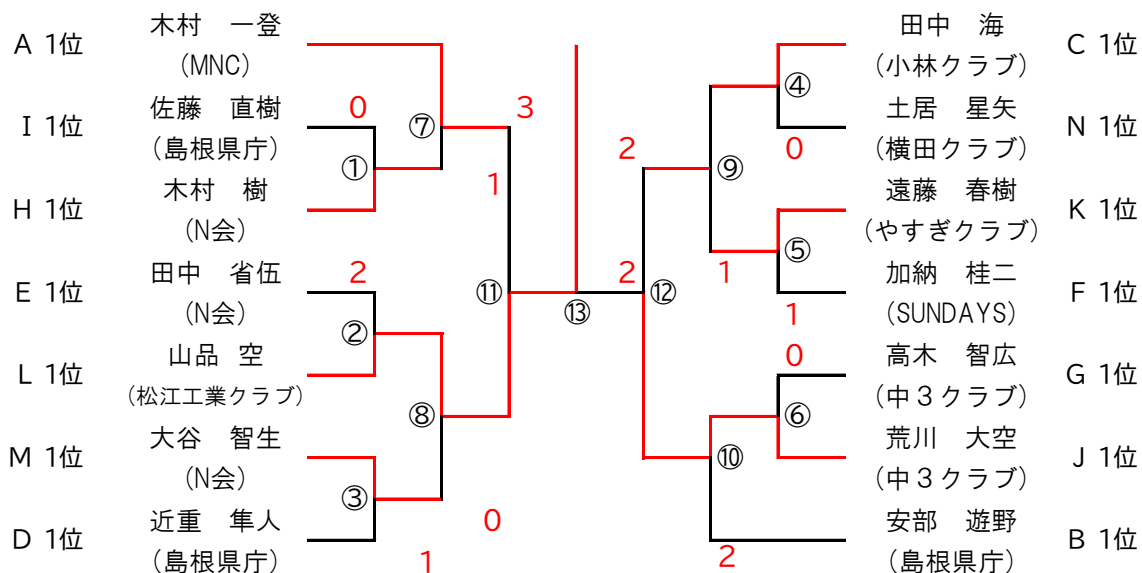 A 1位
木村　一登
(MNC)
I 1位
佐藤　直樹
(島根県庁)
0
①
⑦
3
1
H 1位
木村　樹
(N会)
E 1位
田中　省伍
(N会)
2
②
⑪
L 1位
山品 空
(松江工業クラブ)
⑧
M 1位
大谷　智生
(N会)
③
0
D 1位
近重　隼人
(島根県庁)
1
⑬
田中　海
(小林クラブ)
C 1位
④
土居　星矢
(横田クラブ)
N 1位
0
2
⑨
遠藤　春樹
(やすぎクラブ)
K 1位
⑤
2
⑫
1
加納　桂二
(SUNDAYS)
F 1位
1
0
高木　智広
(中３クラブ)
G 1位
⑥
荒川　大空
(中３クラブ)
J 1位
⑩
安部　遊野
(島根県庁)
B 1位
2